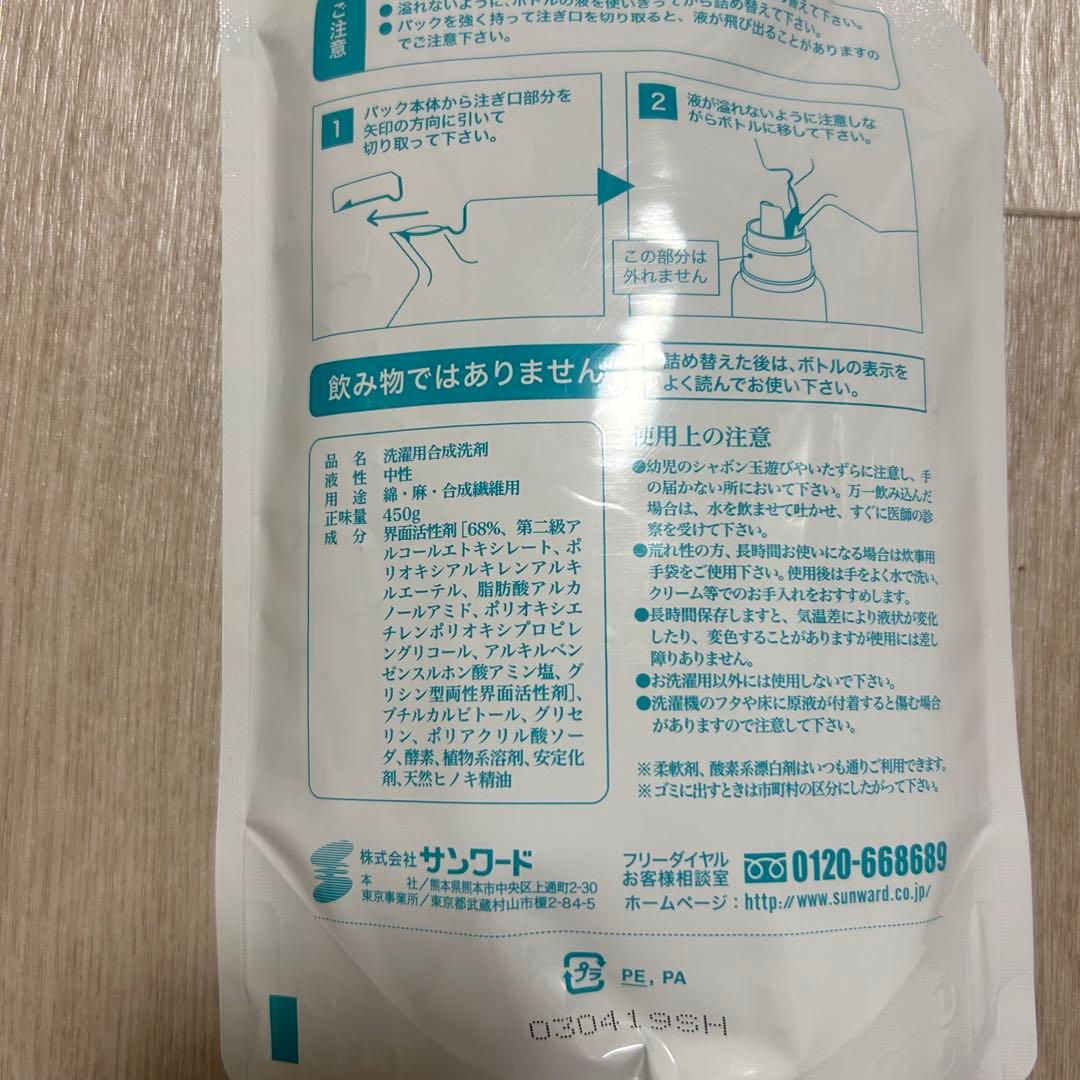 ご注意
●溢れないように、ボトルの液を使いきってから詰め替えて下さい。
●パックを強く持って注ぎ口を切り取ると、液が飛び出ることがありますの
でご注意下さい。
1
パック本体から注ぎ口部分を
矢印の方向に引いて
切り取って下さい。
2
液が溢れないように注意しな
がらボトルに移して下さい。
この部分は
外れません
飲み物ではありません
詰め替えた後は、ボトルの表示を
よく読んでお使い下さい。
品名 洗濯用合成洗剤
液性 中性
用途 綿・麻・合成繊維用
正味量 450g
成分 界面活性剤[68%、第二級ア
ルコールエトキシレート、ポ
リオキシアルキレンアルキ
ルエーテル、脂肪酸アルカ
ノールアミド、ポリオキシエ
チレンポリオキシプロピレ
ングリコール、アルキルベン
ゼンスルホン酸アミン塩、グ
リシン型両性界面活性剤]、
ブチルカルビトール、グリセ
リン、ポリアクリル酸ソー
ダ、酵素、植物系溶剤、安定化
剤、天然ヒノキ精油
使用上の注意
●幼児のシャボン玉遊びやいたずらに注意し、手
の届かない所において下さい。万一飲み込んだ
場合は、水を飲ませて吐かせ、すぐに医師の診
察を受けて下さい。
●荒れ性の方、長時間お使いになる場合は炊事用
手袋をご使用下さい。使用後は手をよく水で洗い、
クリーム等でのお手入れをおすすめします。
●長時間保存しますと、気温差により液状が変化
したり、変色することがありますが使用には差し
障りありません。
●お洗濯用以外には使用しないで下さい。
●洗濯機のフタや床に原液が付着すると傷む場合
がありますので注意して下さい。
※柔軟剤、酸素系漂白剤はいつも通りご利用できます。
※ゴミに出すときは市町村の区分にしたがって下さい。
株式会社サンワード
本社/熊本県熊本市中央区上通町2-30
東京事業所/東京都武蔵村山市榎2-84-5
フリーダイヤル
お客様相談室 0120-668689
ホームページ:http://www.sunward.co.jp/
プラ PE, PA
030419SH